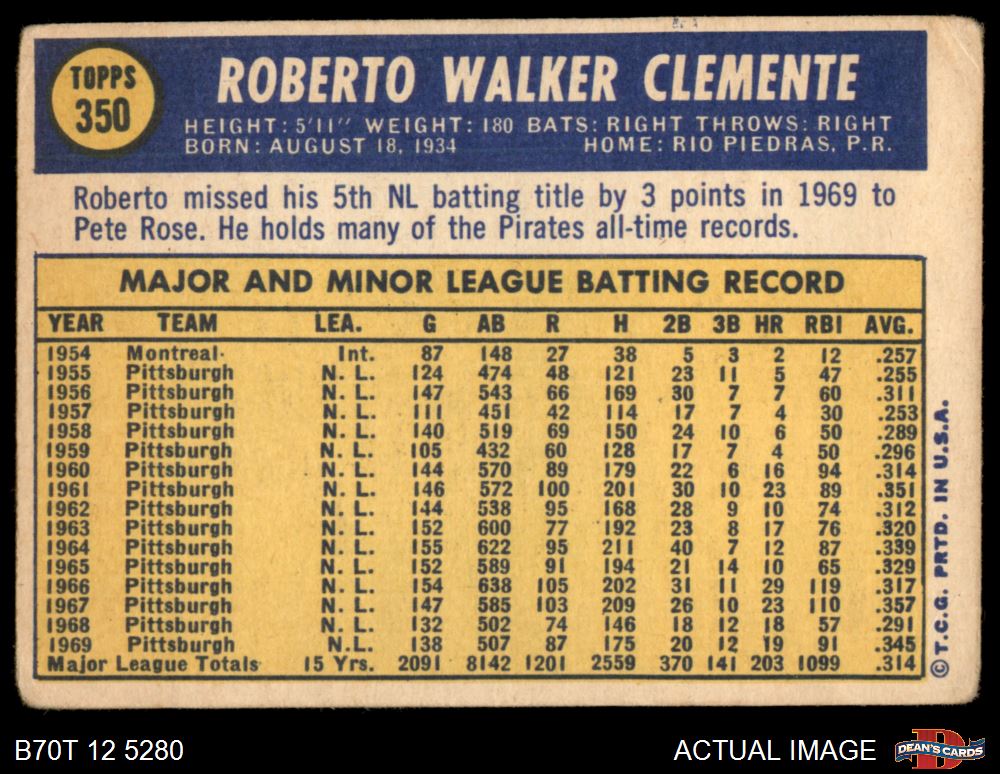 TOPPS
350
ROBERTO WALKER CLEMENTE
HEIGHT: 5'11" WEIGHT: 180 BATS: RIGHT THROWS: RIGHT
BORN: AUGUST 18, 1934 HOME: RIO PIEDRAS, P.R.
Roberto missed his 5th NL batting title by 3 points in 1969 to
Pete Rose. He holds many of the Pirates all-time records.
MAJOR AND MINOR LEAGUE BATTING RECORD
YEAR TEAM LEA. G AB R H 2B 3B HR RBI AVG.
1954 Montreal Int. 87 148 27 38 5 3 2 12 .257
1955 Pittsburgh N. L. 124 474 48 121 23 11 5 47 .255
1956 Pittsburgh N. L. 147 543 66 169 30 7 7 60 .311
1957 Pittsburgh N. L. 111 451 42 114 17 7 4 30 .253
1958 Pittsburgh N. L. 140 519 69 150 24 10 6 50 .289
1959 Pittsburgh N. L. 105 432 60 128 17 7 4 50 .296
1960 Pittsburgh N. L. 144 570 89 179 22 6 16 94 .314
1961 Pittsburgh N. L. 146 572 100 201 30 10 23 89 .351
1962 Pittsburgh N. L. 144 538 95 168 28 9 10 74 .312
1963 Pittsburgh N. L. 152 600 77 192 23 8 17 76 .320
1964 Pittsburgh N. L. 155 622 95 211 40 7 12 87 .339
1965 Pittsburgh N. L. 152 589 91 194 21 14 10 65 .329
1966 Pittsburgh N. L. 154 638 105 202 31 11 29 119 .317
1967 Pittsburgh N. L. 147 585 103 209 26 10 23 110 .357
1968 Pittsburgh N. L. 132 502 74 146 18 12 18 57 .291
1969 Pittsburgh N.L. 138 507 87 175 20 12 19 91 .345
Major League Totals 15 Yrs. 2091 8142 1201 2559 370 141 203 1099 .314
©T.C.G. PRTD. IN U.S.A.
B70T 12 5280
ACTUAL IMAGE
D
DEAN'S CARDS